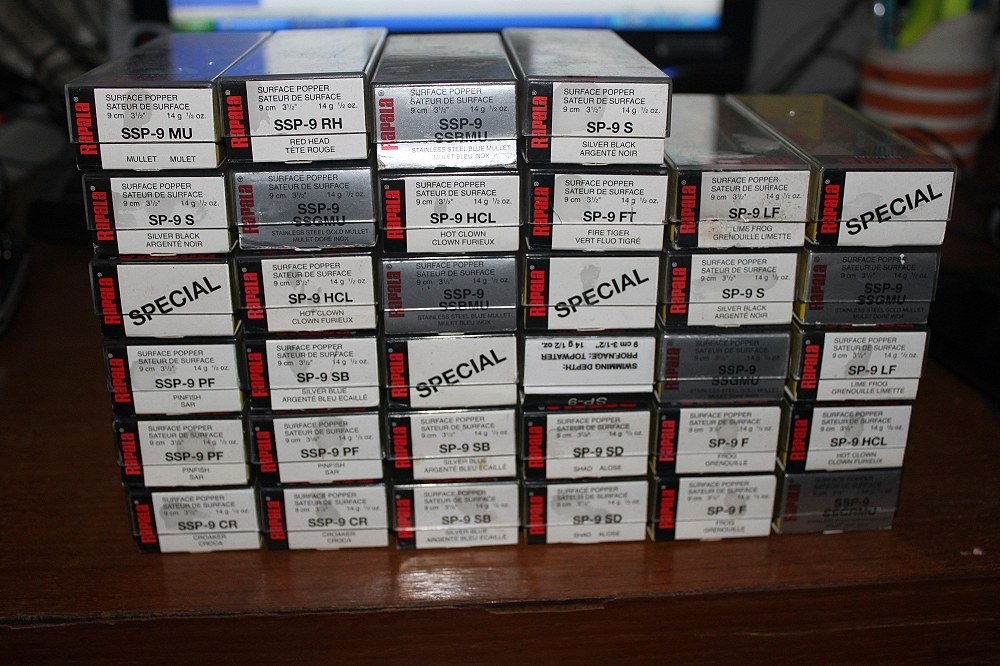 Rapala
SURFACE POPPER
SATEUR DE SURFACE
9 cm 3½" 14 g ½ oz.
SSP-9 MU
MULLET MULET
Rapala
SURFACE POPPER
SATEUR DE SURFACE
9 cm 3½" 14 g ½ oz.
SSP-9 RH
RED HEAD
TÊTE ROUGE
Rapala
SURFACE POPPER
SATEUR DE SURFACE
9 cm 3½" 14 g ½ oz.
SSP-9
SSBMU
STAINLESS STEEL BLUE MULLET
MULET BLEU INOX
Rapala
SURFACE POPPER
SATEUR DE SURFACE
9 cm 3½" 14 g ½ oz.
SP-9 S
SILVER BLACK
ARGENTÉ NOIR
Rapala
SURFACE POPPER
SATEUR DE SURFACE
9 cm 3½" 14 g ½ oz.
SP-9 S
SILVER BLACK
ARGENTÉ NOIR
Rapala
SURFACE POPPER
SATEUR DE SURFACE
9 cm 3½" 14 g ½ oz.
SSP-9
SSGMU
STAINLESS STEEL GOLD MULLET
MULET DORÉ INOX
Rapala
SURFACE POPPER
SATEUR DE SURFACE
9 cm 3½" 14 g ½ oz.
SP-9 HCL
HOT CLOWN
CLOWN FURIEUX
Rapala
SURFACE POPPER
SATEUR DE SURFACE
9 cm 3½" 14 g ½ oz.
SP-9 FT
FIRE TIGER
VERT FLUO TIGRÉ
Rapala
SURFACE POPPER
SATEUR DE SURFACE
9 cm 3½" 14 g ½ oz.
SP-9 LF
LIME FROG
GRENOUILLE LIMETTE
Rapala
SPECIAL
Rapala
SPECIAL
Rapala
SURFACE POPPER
SATEUR DE SURFACE
9 cm 3½" 14 g ½ oz.
SP-9 HCL
HOT CLOWN
CLOWN FURIEUX
Rapala
SURFACE POPPER
SATEUR DE SURFACE
9 cm 3½" 14 g ½ oz.
SSP-9
SSBMU
STAINLESS STEEL BLUE MULLET
MULET BLEU INOX
Rapala
SPECIAL
Rapala
SURFACE POPPER
SATEUR DE SURFACE
9 cm 3½" 14 g ½ oz.
SP-9 S
SILVER BLACK
ARGENTÉ NOIR
Rapala
SURFACE POPPER
SATEUR DE SURFACE
9 cm 3½" 14 g ½ oz.
SSP-9
SSGMU
STAINLESS STEEL GOLD MULLET
MULET DORÉ INOX
Rapala
SURFACE POPPER
SATEUR DE SURFACE
9 cm 3½" 14 g ½ oz.
SSP-9 PF
PINFISH
SAR
Rapala
SURFACE POPPER
SATEUR DE SURFACE
9 cm 3½" 14 g ½ oz.
SP-9 SB
SILVER BLUE
ARGENTÉ BLEU ECAILLÉ
Rapala
SPECIAL
SP-9
SWIMMING DEPTH:
PROFNAGE: TOPWATER
9 cm 3-1/2" 14 g 1/2 oz.
Rapala
SURFACE POPPER
SATEUR DE SURFACE
9 cm 3½" 14 g ½ oz.
SSP-9
SSGMU
Rapala
SURFACE POPPER
SATEUR DE SURFACE
9 cm 3½" 14 g ½ oz.
SP-9 LF
LIME FROG
GRENOUILLE LIMETTE
Rapala
SURFACE POPPER
SATEUR DE SURFACE
9 cm 3½" 14 g ½ oz.
SSP-9 PF
PINFISH
SAR
Rapala
SURFACE POPPER
SATEUR DE SURFACE
9 cm 3½" 14 g ½ oz.
SSP-9 PF
PINFISH
SAR
Rapala
SURFACE POPPER
SATEUR DE SURFACE
9 cm 3½" 14 g ½ oz.
SP-9 SB
SILVER BLUE
ARGENTÉ BLEU ECAILLÉ
Rapala
SURFACE POPPER
SATEUR DE SURFACE
9 cm 3½" 14 g ½ oz.
SP-9 SD
SHAD ALOSE
Rapala
SURFACE POPPER
SATEUR DE SURFACE
9 cm 3½" 14 g ½ oz.
SP-9 F
FROG
GRENOUILLE
Rapala
SURFACE POPPER
SATEUR DE SURFACE
9 cm 3½" 14 g ½ oz.
SP-9 HCL
HOT CLOWN
CLOWN FURIEUX
Rapala
SURFACE POPPER
SATEUR DE SURFACE
9 cm 3½" 14 g ½ oz.
SSP-9 CR
CROAKER
CROCA
Rapala
SURFACE POPPER
SATEUR DE SURFACE
9 cm 3½" 14 g ½ oz.
SSP-9 CR
CROAKER
CROCA
Rapala
SURFACE POPPER
SATEUR DE SURFACE
9 cm 3½" 14 g ½ oz.
SP-9 SB
SILVER BLUE
ARGENTÉ BLEU ECAILLÉ
Rapala
SURFACE POPPER
SATEUR DE SURFACE
9 cm 3½" 14 g ½ oz.
SP-9 SD
SHAD ALOSE
Rapala
SURFACE POPPER
SATEUR DE SURFACE
9 cm 3½" 14 g ½ oz.
SP-9 F
FROG
GRENOUILLE
Rapala
SURFACE POPPER
SATEUR DE SURFACE
SSP-9